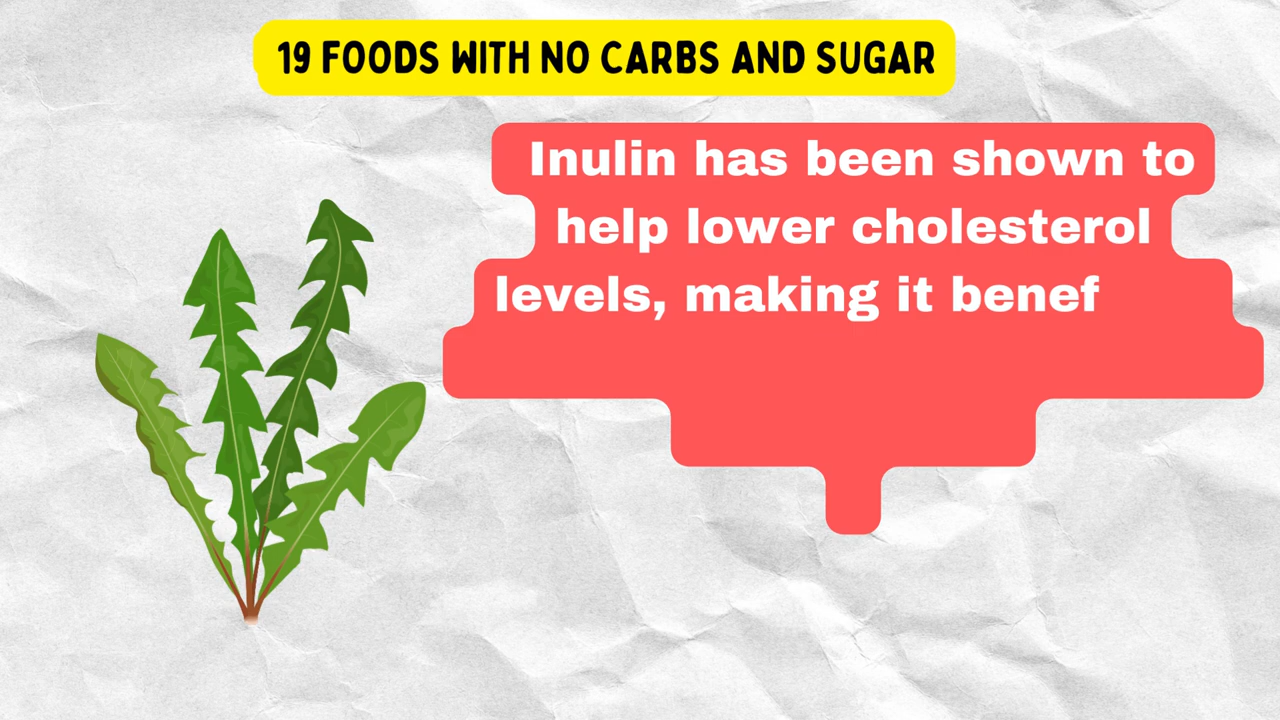 19 FOODS WITH NO CARBS AND SUGAR
Inulin has been shown to
help lower cholesterol
levels, making it benef